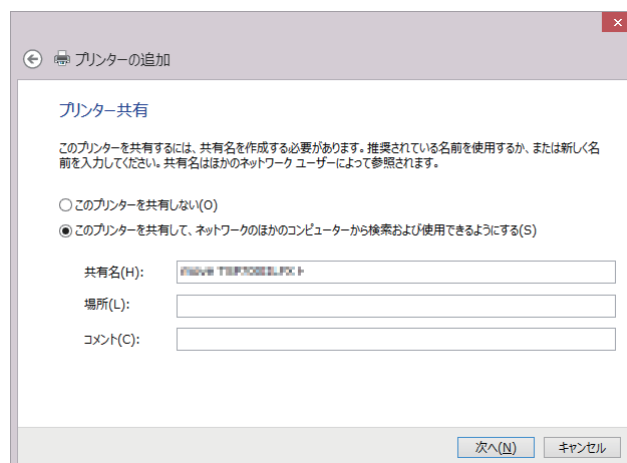 プリンターの追加
プリンター共有
このプリンターを共有するには、共有名を作成する必要があります。推奨されている名前を使用するか、または新しく名
前を入力してください。共有名はほかのネットワーク ユーザーによって参照されます。
このプリンターを共有しない(O)
このプリンターを共有して、ネットワークのほかのコンピューターから検索および使用できるようにする(S)
共有名(H):
場所(L):
コメント(C):
次へ(N) キャンセル